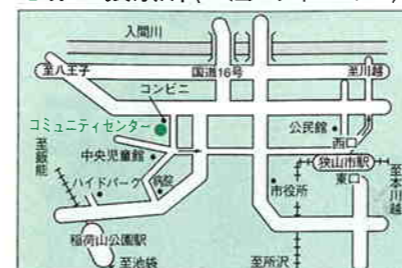 入間川
至八王子
国道16号
至川越
コンビニ
コミュニティセンター
公民館
西口
至飯能
中央児童館
狭山市駅
ハイドパーク
病院
市役所
東口
至本川越
稲荷山公園駅
至池袋
至所沢